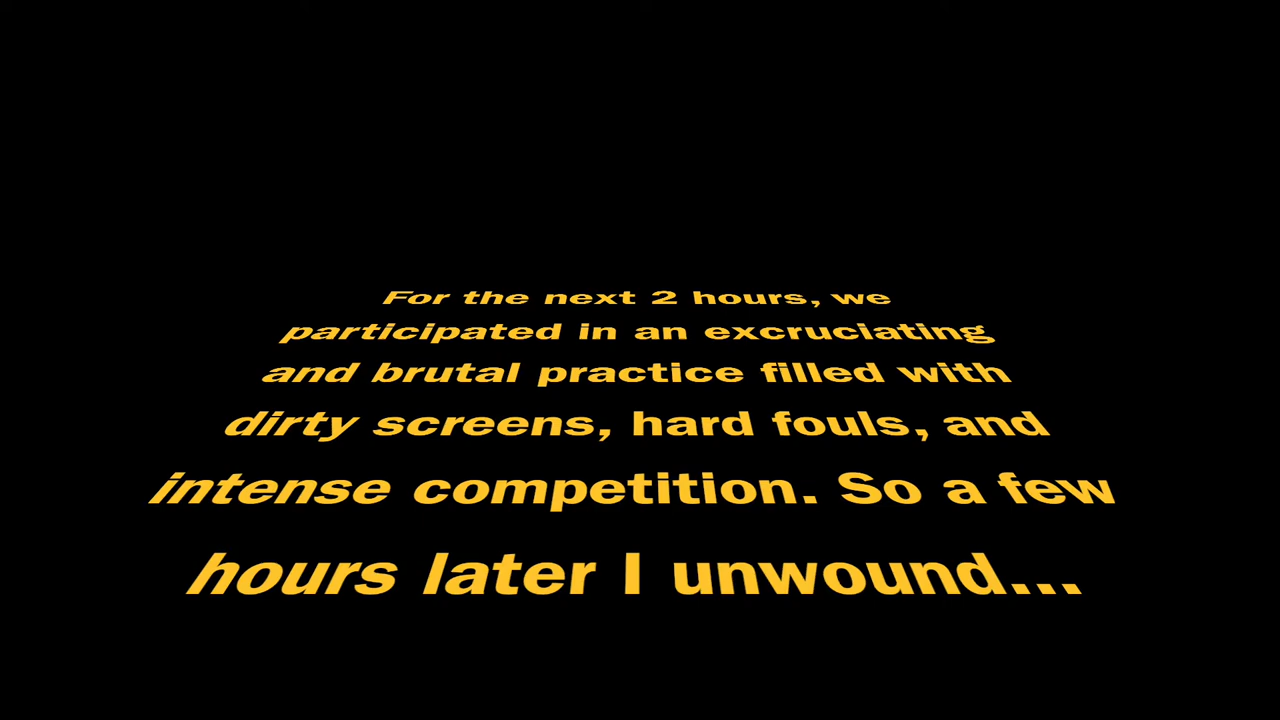 For the next 2 hours, we
participated in an excruciating
and brutal practice filled with
dirty screens, hard fouls, and
intense competition. So a few
hours later I unwound...